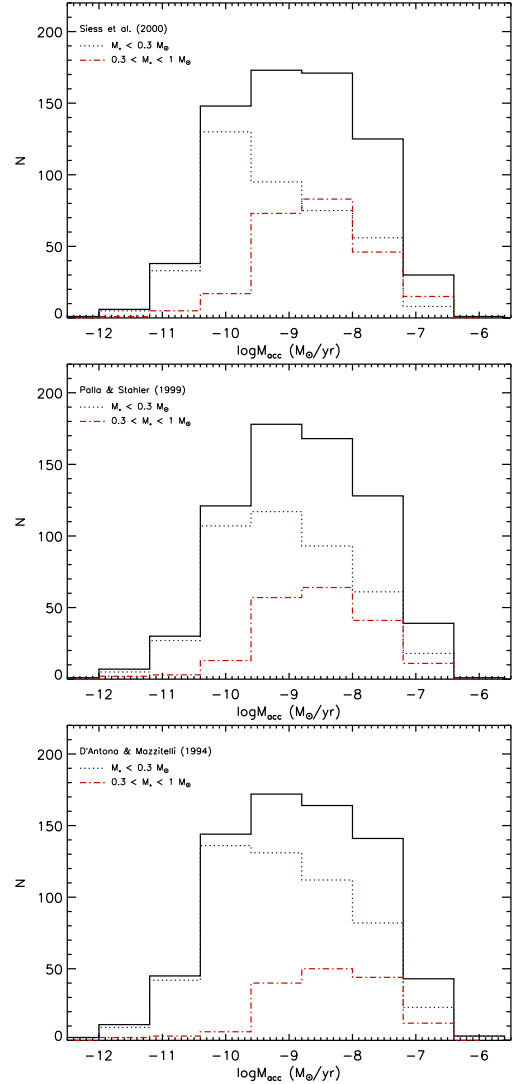 Siess et al. (2000)
M⋆ < 0.3 M☉
0.3 < M⋆ < 1 M☉
200
150
100
50
0
N
−12 −11 −10 −9 −8 −7 −6
logMacc (M☉/yr)
Palla & Stahler (1999)
M⋆ < 0.3 M☉
0.3 < M⋆ < 1 M☉
200
150
100
50
0
N
−12 −11 −10 −9 −8 −7 −6
logMacc (M☉/yr)
D'Antona & Mazzitelli (1994)
M⋆ < 0.3 M☉
0.3 < M⋆ < 1 M☉
200
150
100
50
0
N
−12 −11 −10 −9 −8 −7 −6
logMacc (M☉/yr)